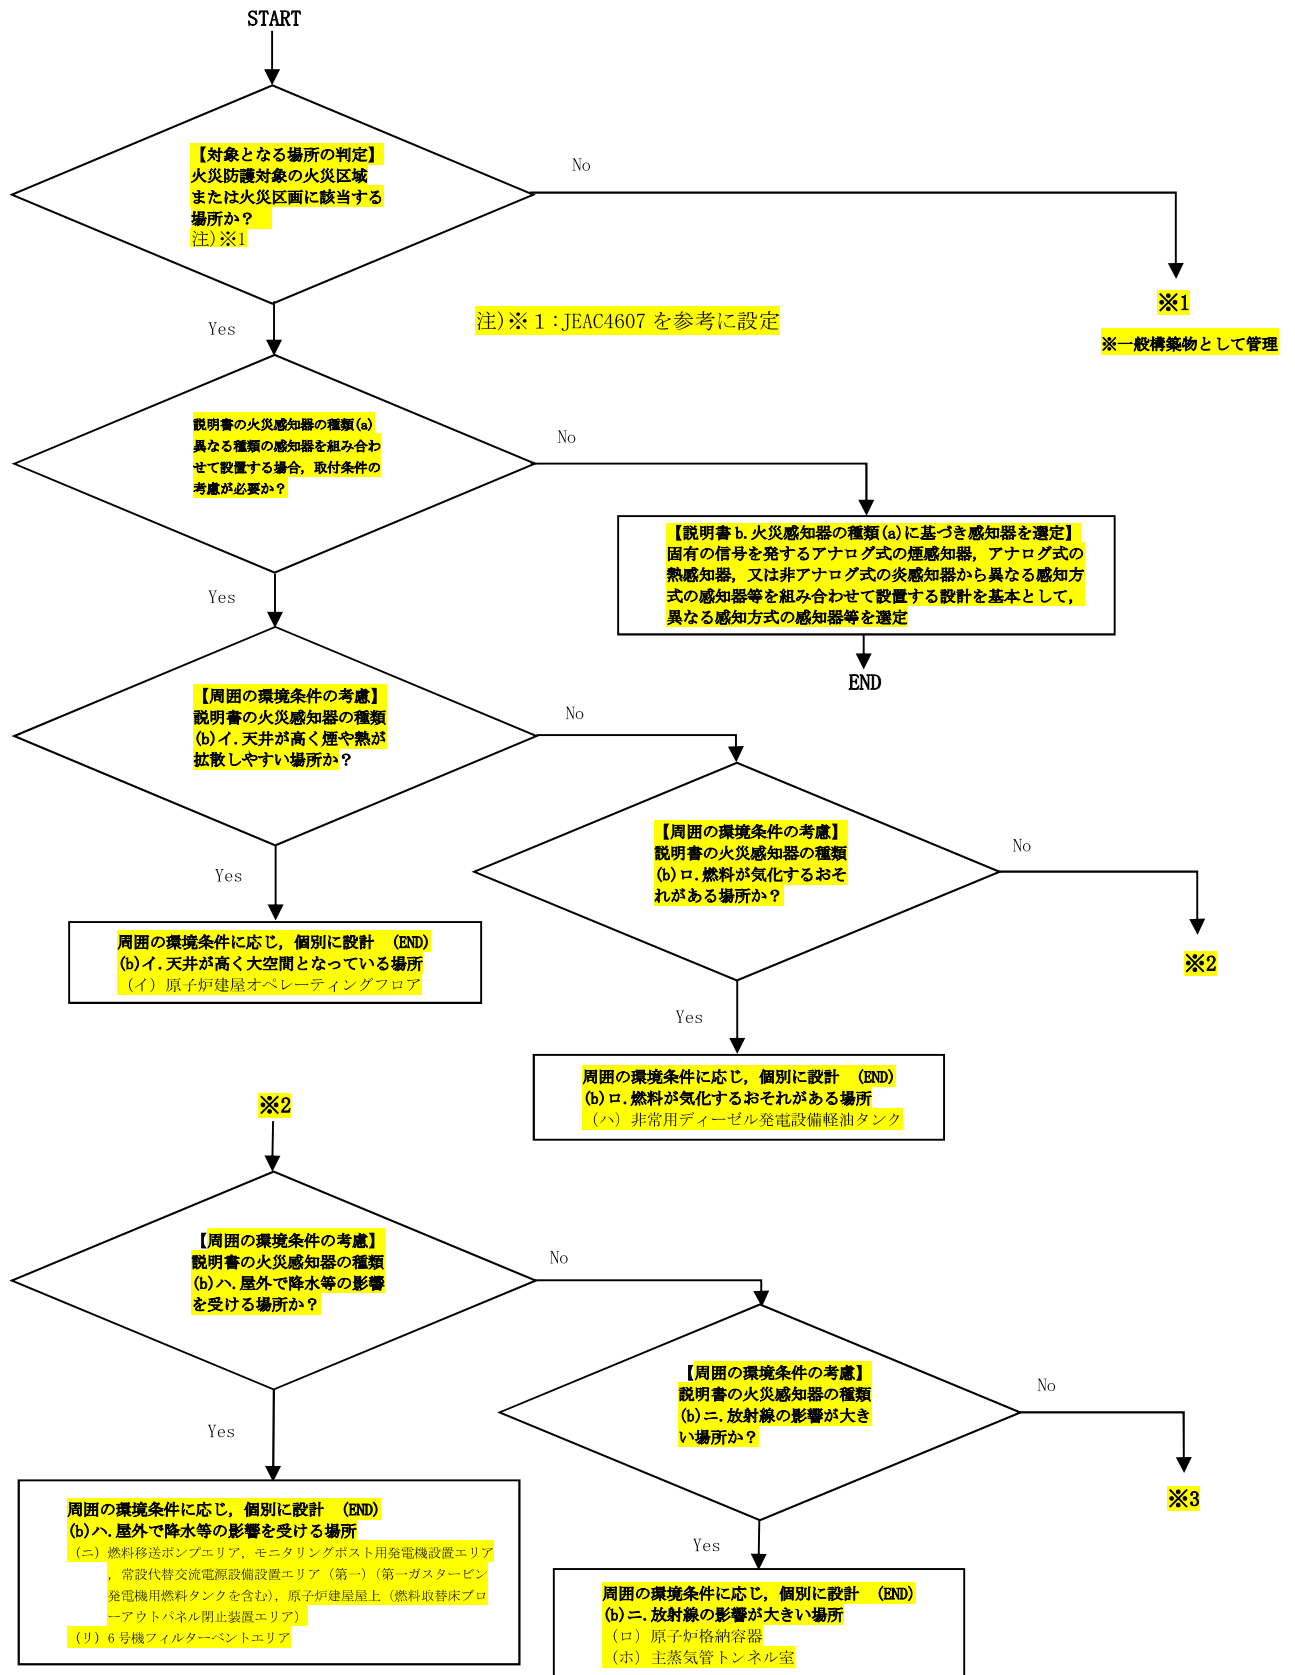 START
【対象となる場所の判定】
火災防護対象の火災区域
または火災区画に該当する
場所か？
注)※1
No
※1
※一般構築物として管理
Yes
注)※１:JEAC4607 を参考に設定
説明書の火災感知器の種類(a)
異なる種類の感知器を組み合わ
せて設置する場合，取付条件の
考慮が必要か？
No
【説明書 b.火災感知器の種類(a)に基づき感知器を選定】
固有の信号を発するアナログ式の煙感知器，アナログ式の
熱感知器，又は非アナログ式の炎感知器から異なる感知方
式の感知器等を組み合わせて設置する設計を基本として，
異なる感知方式の感知器等を選定
END
Yes
【周囲の環境条件の考慮】
説明書の火災感知器の種類
(b)イ.天井が高く煙や熱が
拡散しやすい場所か？
No
Yes
周囲の環境条件に応じ，個別に設計　(END)
(b)イ.天井が高く大空間となっている場所
（イ）原子炉建屋オペレーティングフロア
【周囲の環境条件の考慮】
説明書の火災感知器の種類
(b)ロ.燃料が気化するおそ
れがある場所か？
No
※2
Yes
周囲の環境条件に応じ，個別に設計　(END)
(b)ロ.燃料が気化するおそれがある場所
（ハ）非常用ディーゼル発電設備軽油タンク
※2
【周囲の環境条件の考慮】
説明書の火災感知器の種類
(b)ハ.屋外で降水等の影響
を受ける場所か？
No
Yes
周囲の環境条件に応じ，個別に設計　(END)
(b)ハ.屋外で降水等の影響を受ける場所
（ニ）燃料移送ポンプエリア，モニタリングポスト用発電機設置エリア
，常設代替交流電源設備設置エリア（第一）（第一ガスタービン
発電機用燃料タンクを含む），原子炉建屋屋上（燃料取替床ブロ
ーアウトパネル閉止装置エリア）
（リ）6 号機フィルターベントエリア
【周囲の環境条件の考慮】
説明書の火災感知器の種類
(b)ニ.放射線の影響が大き
い場所か？
No
※3
Yes
周囲の環境条件に応じ，個別に設計　(END)
(b)ニ.放射線の影響が大きい場所
（ロ）原子炉格納容器
（ホ）主蒸気管トンネル室